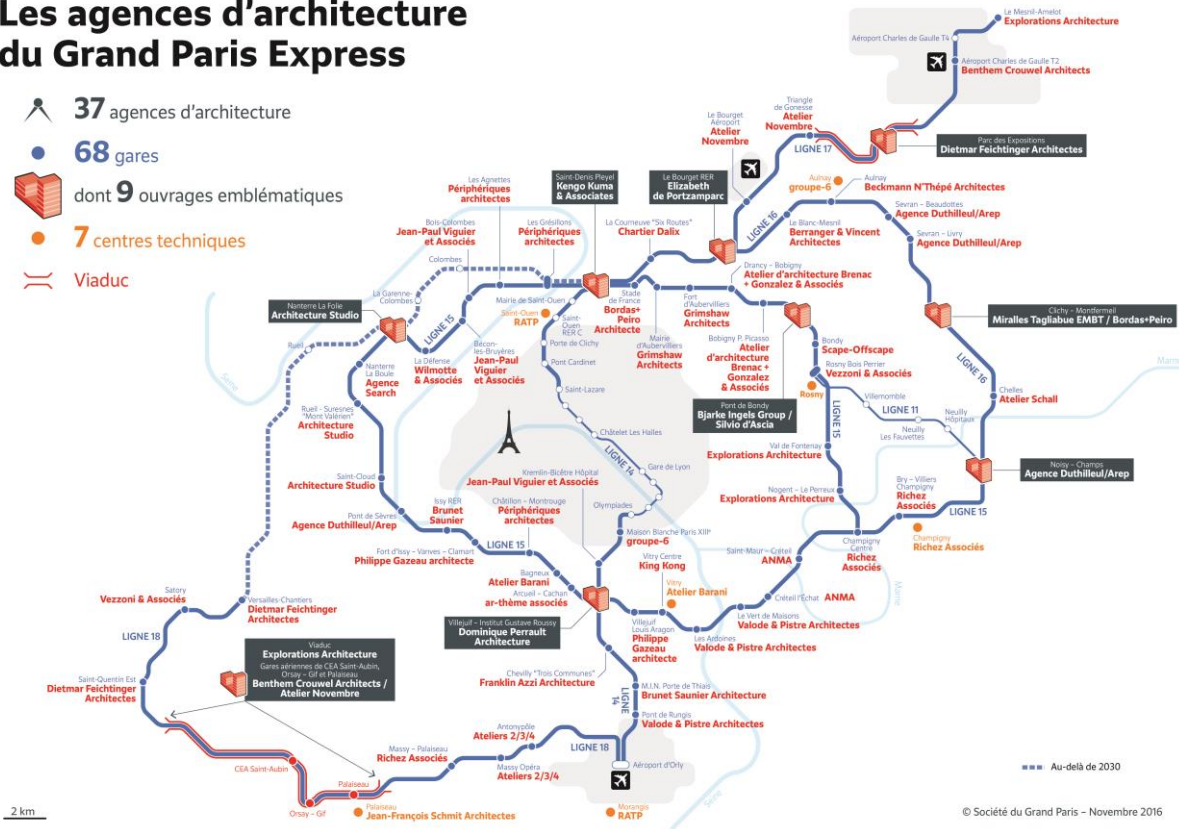 Les agences d'architecture
du Grand Paris Express
37 agences d'architecture
68 gares
dont 9 ouvrages emblématiques
7 centres techniques
Viaduc
Le Mesnil-Amelot
Explorations Architecture
Aéroport Charles de Gaulle T4
Aéroport Charles de Gaulle T2
Benthem Crouwel Architects
Triangle
de Gonesse
Atelier
Novembre
LIGNE 17
Parc des Expositions
Dietmar Feichtinger Architectes
Le Bourget
Aéroport
Atelier
Novembre
Le Bourget RER
Elizabeth
de Portzamparc
Saint-Denis Pleyel
Kengo Kuma
& Associates
Aulnay
groupe-6
Aulnay
Beckmann N'Thépé Architectes
Sevran – Beaudottes
Agence Duthilleul/Arep
Sevran – Livry
Agence Duthilleul/Arep
LIGNE 16
Le Blanc-Mesnil
Berranger & Vincent
Architectes
Les Agnettes
Périphériques
architectes
Bois-Colombes
Jean-Paul Viguier
et Associés
Les Grésillons
Périphériques
architectes
La Courneuve "Six Routes"
Chartier Dalix
Colombes
La Garenne-
Colombes
Drancy – Bobigny
Atelier d'architecture Brenac
+ Gonzalez & Associés
Nanterre La Folie
Architecture Studio
Rueil
LIGNE 15
Mairie de Saint-Ouen
Saint-Ouen
RATP
Saint-
Ouen
RER C
Porte de Clichy
Pont Cardinet
Saint-Lazare
Stade
de France
Bordas+
Peiro
Architecte
Mairie
d'Aubervilliers
Grimshaw
Architects
Fort
d'Aubervilliers
Grimshaw
Architects
Bobigny P. Picasso
Atelier
d'architecture
Brenac +
Gonzalez
& Associés
Clichy – Montfermeil
Miralles Tagliabue EMBT / Bordas+Peiro
Bondy
Scape-Offscape
Rosny Bois Perrier
Vezzoni & Associés
Rosny
Pont de Bondy
Bjarke Ingels Group /
Silvio d'Ascia
LIGNE 16
Chelles
Atelier Schall
Villemomble
LIGNE 11
Neuilly
Les Fauvettes
Neuilly
Hôpitaux
LIGNE 15
Noisy – Champs
Agence Duthilleul/Arep
La Défense
Wilmotte
& Associés
Bécon-
les-Bruyères
Jean-Paul
Viguier
et Associés
Nanterre
La Boule
Agence
Search
Rueil - Suresnes
"Mont Valérien"
Architecture
Studio
Saint-Cloud
Architecture Studio
Pont de Sèvres
Agence Duthilleul/Arep
Issy RER
Brunet
Saunier
Fort d'Issy – Vanves – Clamart
Philippe Gazeau architecte
LIGNE 15
Châtillon – Montrouge
Périphériques
architectes
Kremlin-Bicêtre Hôpital
Jean-Paul Viguier et Associés
Châtelet Les Halles
LIGNE 14
Gare de Lyon
Olympiades
Maison Blanche Paris XIIIᵉ
groupe-6
Val de Fontenay
Explorations Architecture
Nogent – Le Perreux
Explorations Architecture
Bry – Villiers
Champigny
Richez
Associés
LIGNE 15
Champigny
Richez Associés
Champigny
Centre
Richez
Associés
Saint-Maur – Créteil
ANMA
Créteil l'Échat ANMA
Le Vert de Maisons
Valode & Pistre Architectes
Les Ardoines
Valode & Pistre Architectes
Vitry Centre
King Kong
Vitry
Atelier Barani
Bagneux
Atelier Barani
Arcueil – Cachan
ar-thème associés
Villejuif – Institut Gustave Roussy
Dominique Perrault
Architecture
Villejuif
Louis Aragon
Philippe
Gazeau
architecte
Chevilly "Trois Communes"
Franklin Azzi Architecture
M.I.N. Porte de Thiais
Brunet Saunier Architecture
LIGNE
14
Pont de Rungis
Valode & Pistre Architectes
Aéroport d'Orly
Morangis
RATP
LIGNE 18
Antonypôle
Ateliers 2/3/4
Massy Opéra
Ateliers 2/3/4
Massy – Palaiseau
Richez Associés
Palaiseau
Palaiseau
Jean-François Schmit Architectes
Orsay – Gif
CEA Saint-Aubin
Viaduc
Explorations Architecture
Gares aériennes de CEA Saint-Aubin,
Orsay – Gif et Palaiseau
Benthem Crouwel Architects /
Atelier Novembre
Satory
Vezzoni & Associés
Versailles-Chantiers
Dietmar Feichtinger
Architectes
LIGNE 18
Saint-Quentin Est
Dietmar Feichtinger
Architectes
Seine
Seine
Marne
Au-delà de 2030
2 km
© Société du Grand Paris – Novembre 2016